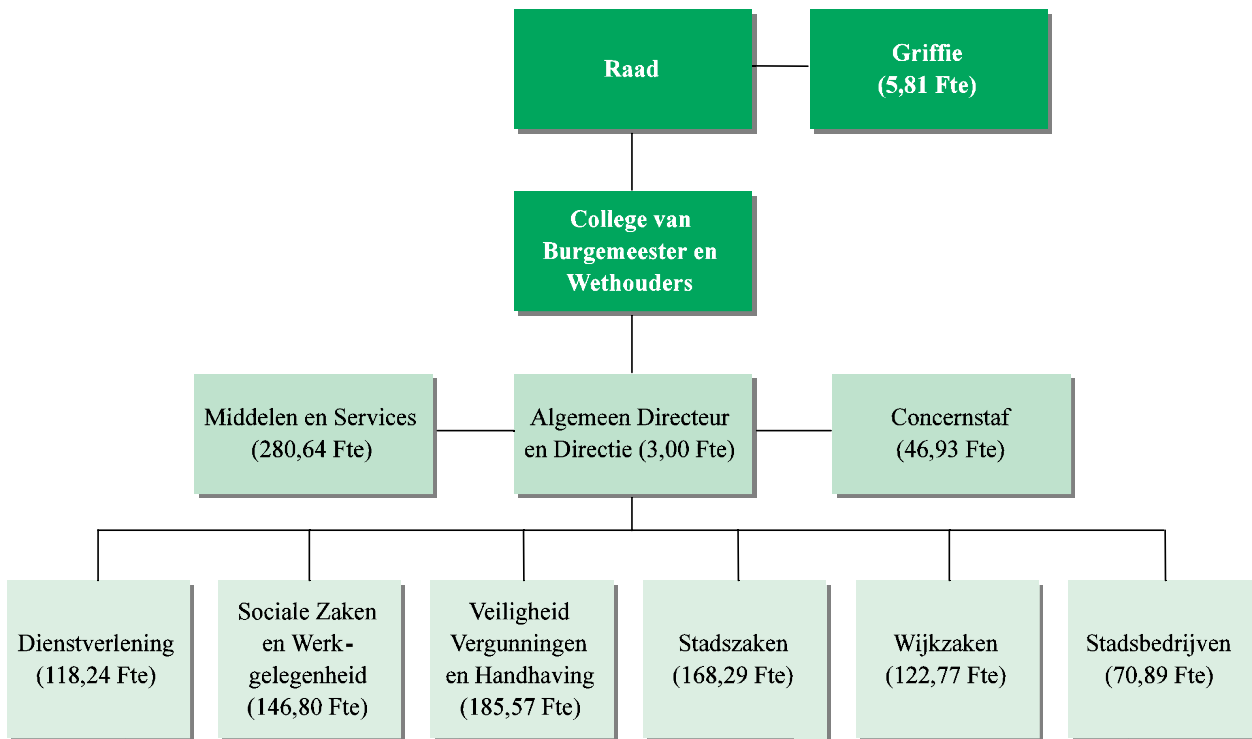 Raad
Griffie
(5,81 Fte)
College van
Burgemeester en
Wethouders
Middelen en Services
(280,64 Fte)
Algemeen Directeur
en Directie (3,00 Fte)
Concernstaf
(46,93 Fte)
Dienstverlening
(118,24 Fte)
Sociale Zaken
en Werk-
gelegenheid
(146,80 Fte)
Veiligheid
Vergunningen
en Handhaving
(185,57 Fte)
Stadszaken
(168,29 Fte)
Wijkzaken
(122,77 Fte)
Stadsbedrijven
(70,89 Fte)